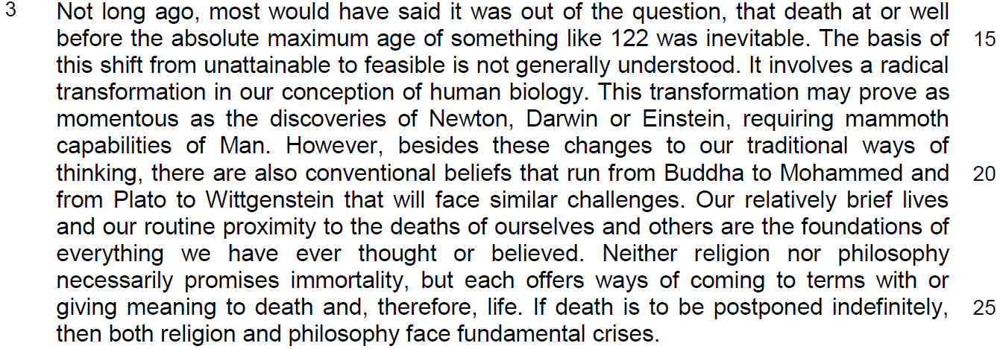 3 Not long ago, most would have said it was out of the question, that death at or well
before the absolute maximum age of something like 122 was inevitable. The basis of 15
this shift from unattainable to feasible is not generally understood. It involves a radical
transformation in our conception of human biology. This transformation may prove as
momentous as the discoveries of Newton, Darwin or Einstein, requiring mammoth
capabilities of Man. However, besides these changes to our traditional ways of
thinking, there are also conventional beliefs that run from Buddha to Mohammed and 20
from Plato to Wittgenstein that will face similar challenges. Our relatively brief lives
and our routine proximity to the deaths of ourselves and others are the foundations of
everything we have ever thought or believed. Neither religion nor philosophy
necessarily promises immortality, but each offers ways of coming to terms with or
giving meaning to death and, therefore, life. If death is to be postponed indefinitely, 25
then both religion and philosophy face fundamental crises.